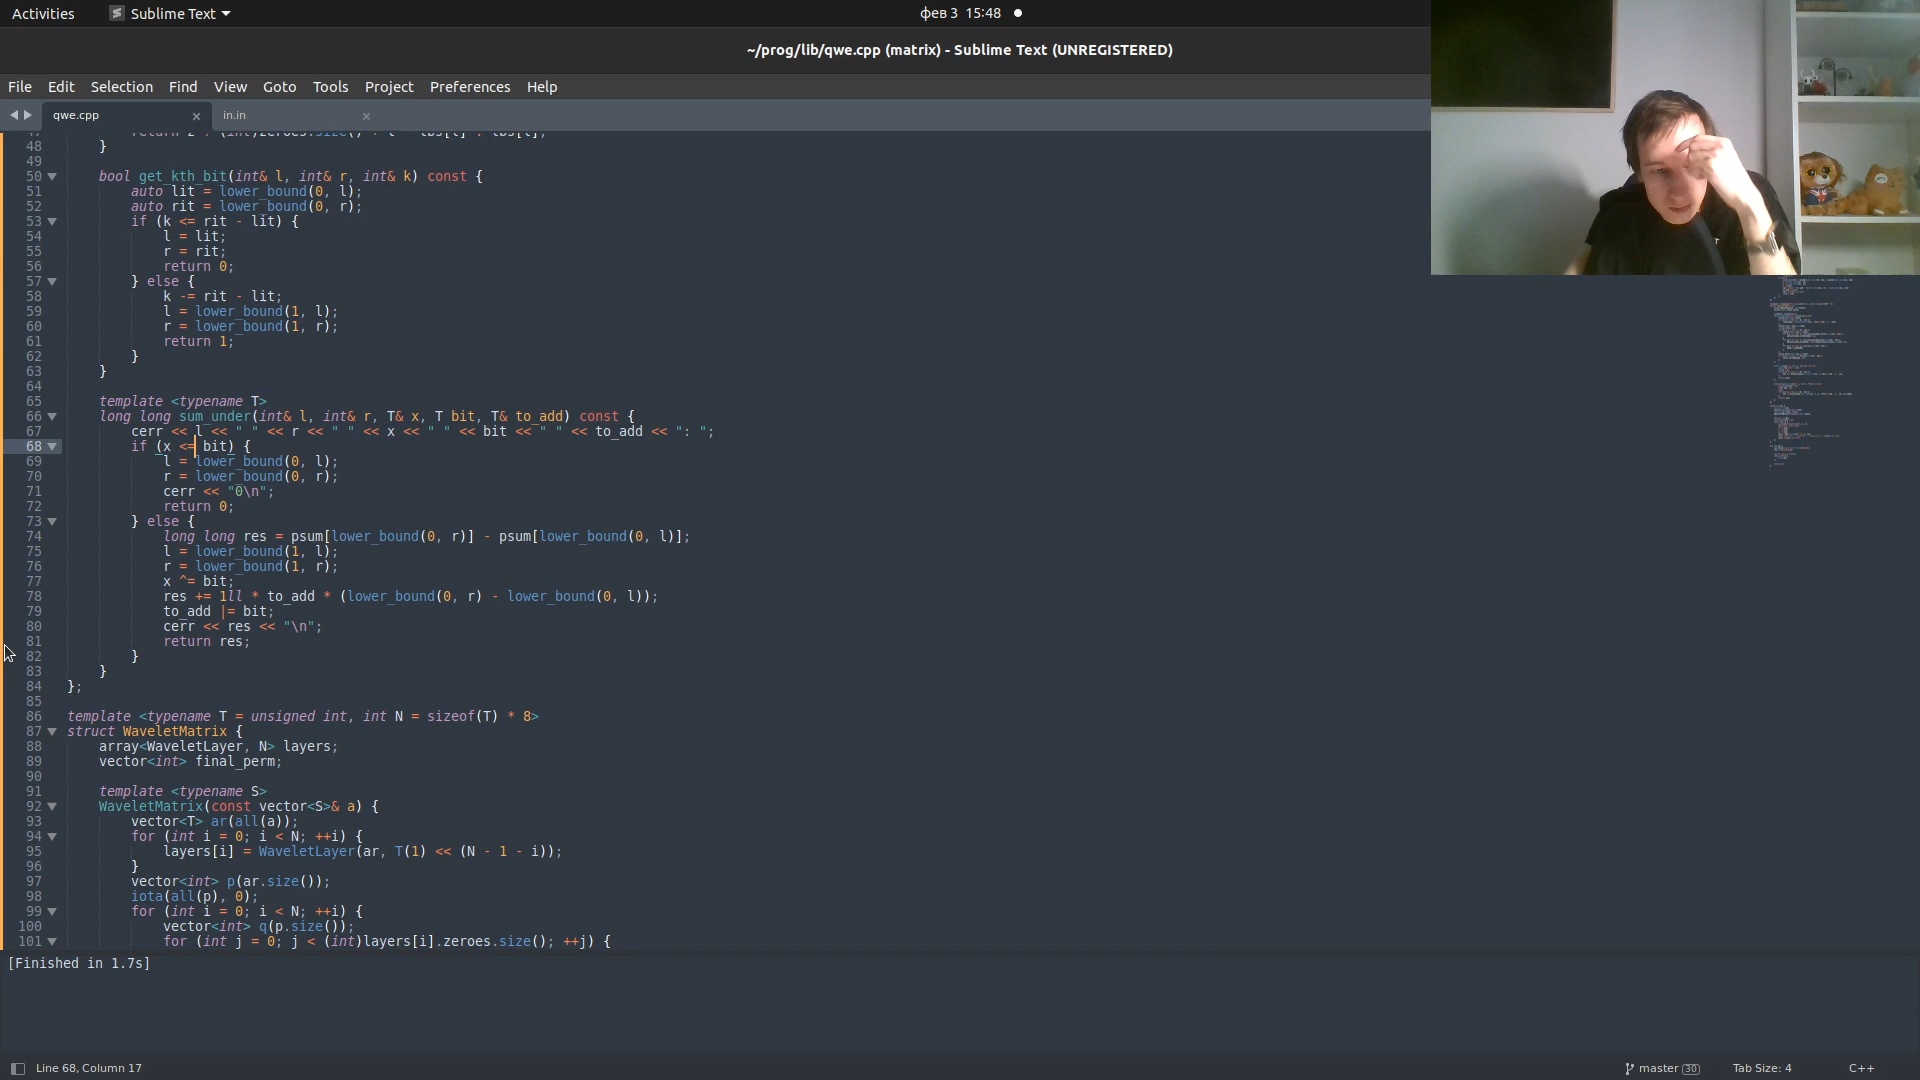 Activities Sublime Text фев 3 15:48
~/prog/lib/qwe.cpp (matrix) - Sublime Text (UNREGISTERED)
File Edit Selection Find View Goto Tools Project Preferences Help
qwe.cpp × in.in ×
48 }
49
50 bool get_kth_bit(int& l, int& r, int& k) const {
51 auto lit = lower_bound(0, l);
52 auto rit = lower_bound(0, r);
53 if (k <= rit - lit) {
54 l = lit;
55 r = rit;
56 return 0;
57 } else {
58 k -= rit - lit;
59 l = lower_bound(1, l);
60 r = lower_bound(1, r);
61 return 1;
62 }
63 }
64
65 template <typename T>
66 long long sum_under(int& l, int& r, T& x, T bit, T& to_add) const {
67 cerr << l << " " << r << " " << x << " " << bit << " " << to_add << ": ";
68 if (x <= bit) {
69 l = lower_bound(0, l);
70 r = lower_bound(0, r);
71 cerr << "0\n";
72 return 0;
73 } else {
74 long long res = psum[lower_bound(0, r)] - psum[lower_bound(0, l)];
75 l = lower_bound(1, l);
76 r = lower_bound(1, r);
77 x ^= bit;
78 res += 1ll * to_add * (lower_bound(0, r) - lower_bound(0, l));
79 to_add |= bit;
80 cerr << res << "\n";
81 return res;
82 }
83 }
84 };
85
86 template <typename T = unsigned int, int N = sizeof(T) * 8>
87 struct WaveletMatrix {
88 array<WaveletLayer, N> layers;
89 vector<int> final_perm;
90
91 template <typename S>
92 WaveletMatrix(const vector<S>& a) {
93 vector<T> ar(all(a));
94 for (int i = 0; i < N; ++i) {
95 layers[i] = WaveletLayer(ar, T(1) << (N - 1 - i));
96 }
97 vector<int> p(ar.size());
98 iota(all(p), 0);
99 for (int i = 0; i < N; ++i) {
100 vector<int> q(p.size());
101 for (int j = 0; j < (int)layers[i].zeroes.size(); ++j) {
[Finished in 1.7s]
Line 68, Column 17 master 30 Tab Size: 4 C++